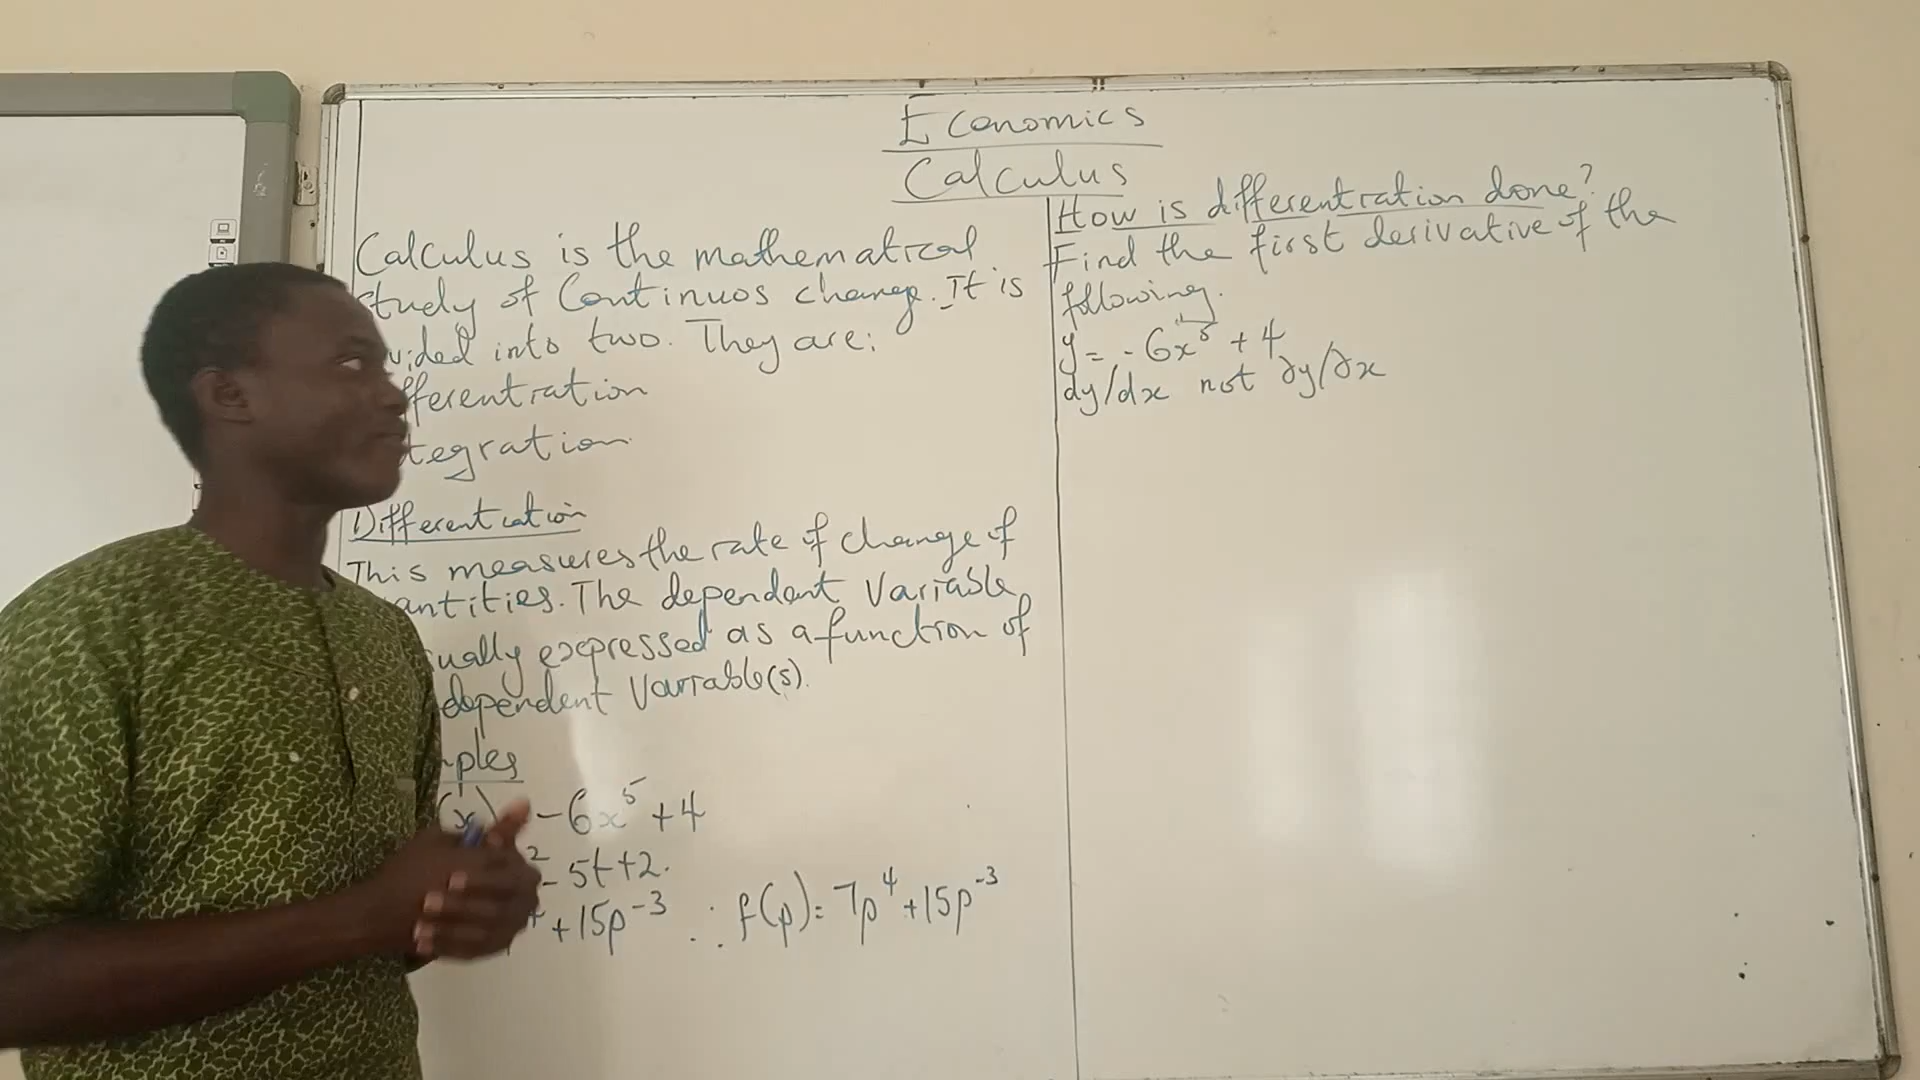 Economics
Calculus
Calculus is the mathematical
study of Continuos change. It is
vided into two. They are:
fferentration
tegration
Differentiation
This measures the rate of change of
antities. The dependent Variable
ually expressed as a function of
dependent Variable(s).
mples
(x) -6x⁵ +4
² - 5t+2.
+15p⁻³ ∴ f(p) = 7p⁴ +15p⁻³
How is differentration done?
Find the first derivative of the
following.
y = -6x⁵ + 4
dy/dx not ∂y/∂x